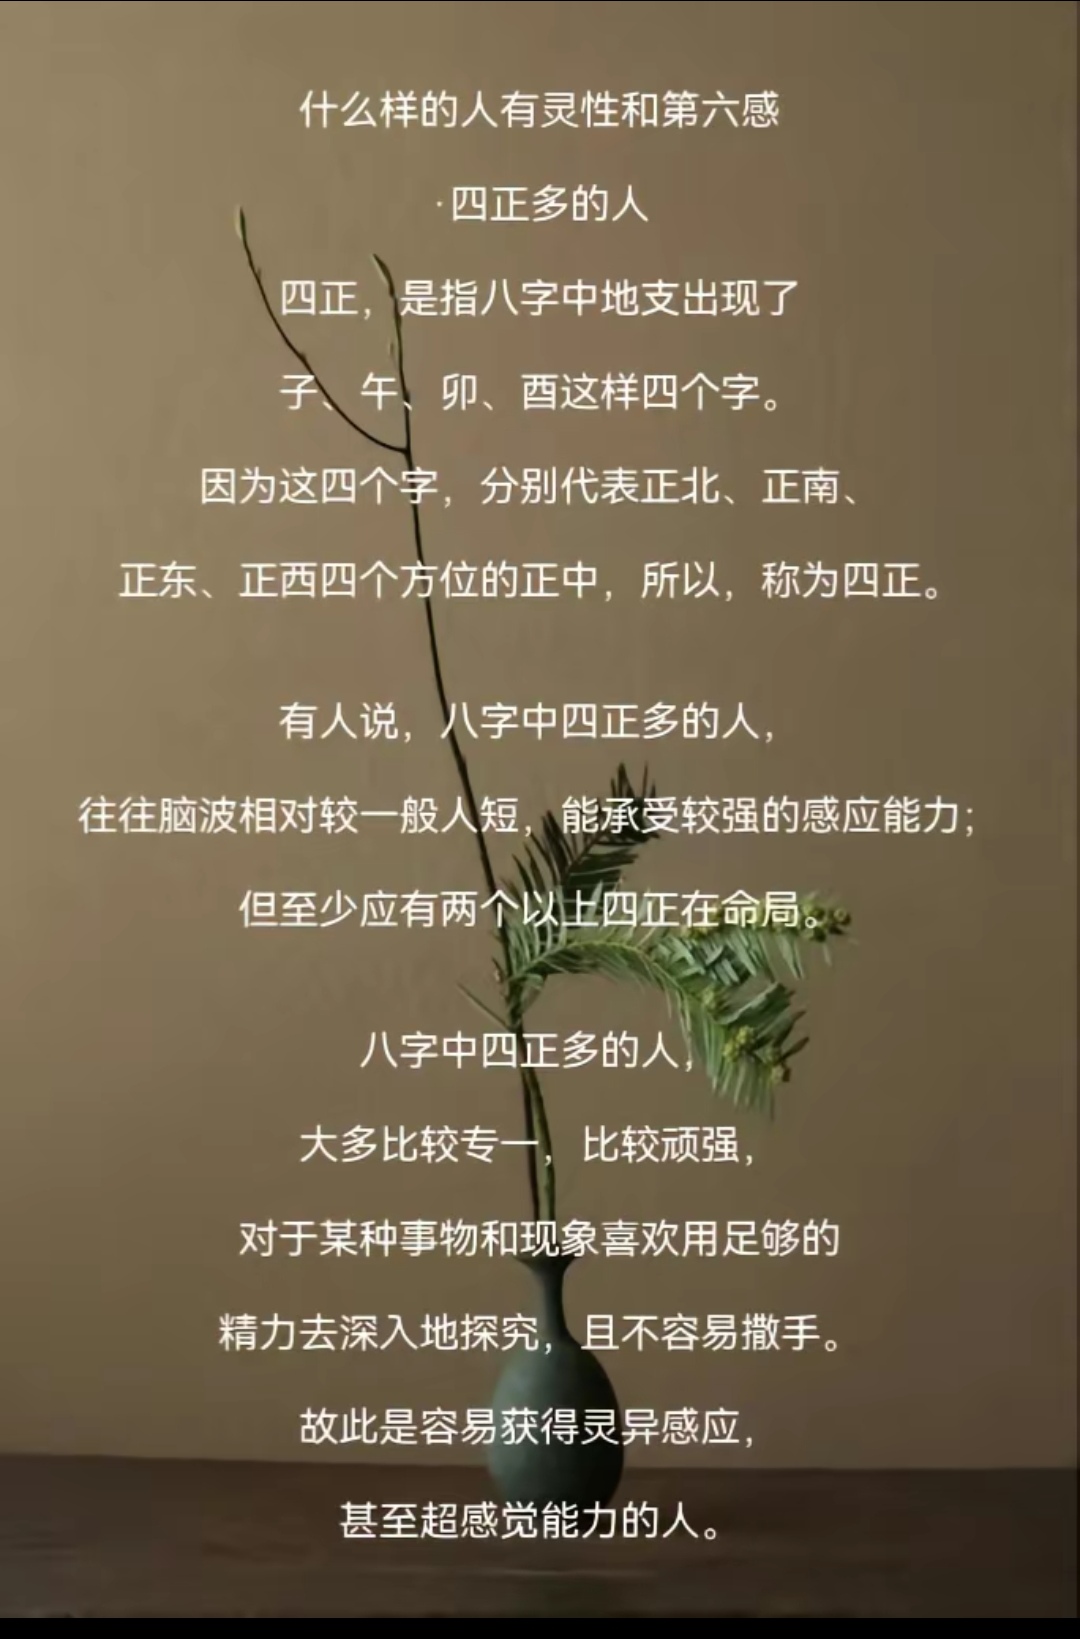 什么样的人有灵性和第六感
·四正多的人
四正，是指八字中地支出现了
子、午、卯、酉这样四个字。
因为这四个字，分别代表正北、正南、
正东、正西四个方位的正中，所以，称为四正。
有人说，八字中四正多的人，
往往脑波相对较一般人短，能承受较强的感应能力；
但至少应有两个以上四正在命局。
八字中四正多的人，
大多比较专一，比较顽强，
对于某种事物和现象喜欢用足够的
精力去深入地探究，且不容易撒手。
故此是容易获得灵异感应，
甚至超感觉能力的人。